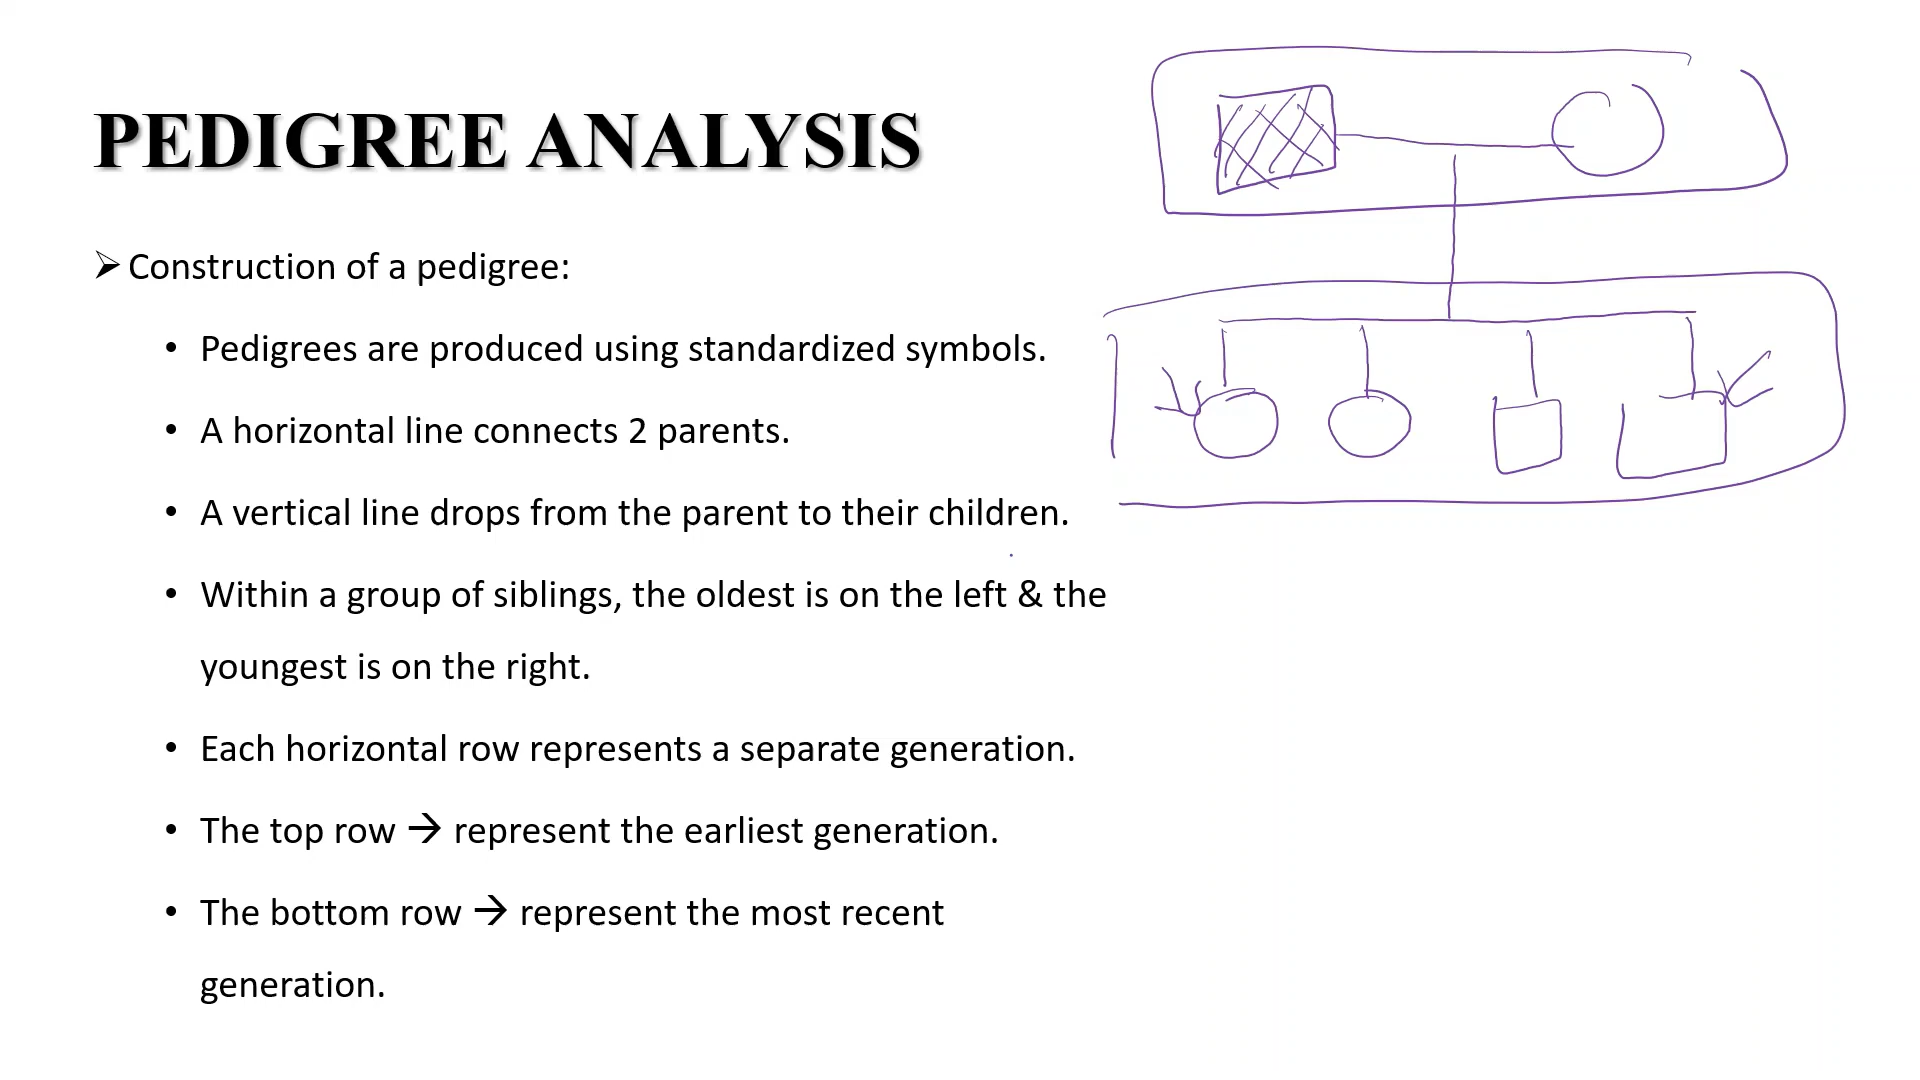 PEDIGREE ANALYSIS
➢ Construction of a pedigree:
• Pedigrees are produced using standardized symbols.
• A horizontal line connects 2 parents.
• A vertical line drops from the parent to their children.
• Within a group of siblings, the oldest is on the left & the
youngest is on the right.
• Each horizontal row represents a separate generation.
• The top row → represent the earliest generation.
• The bottom row → represent the most recent
generation.